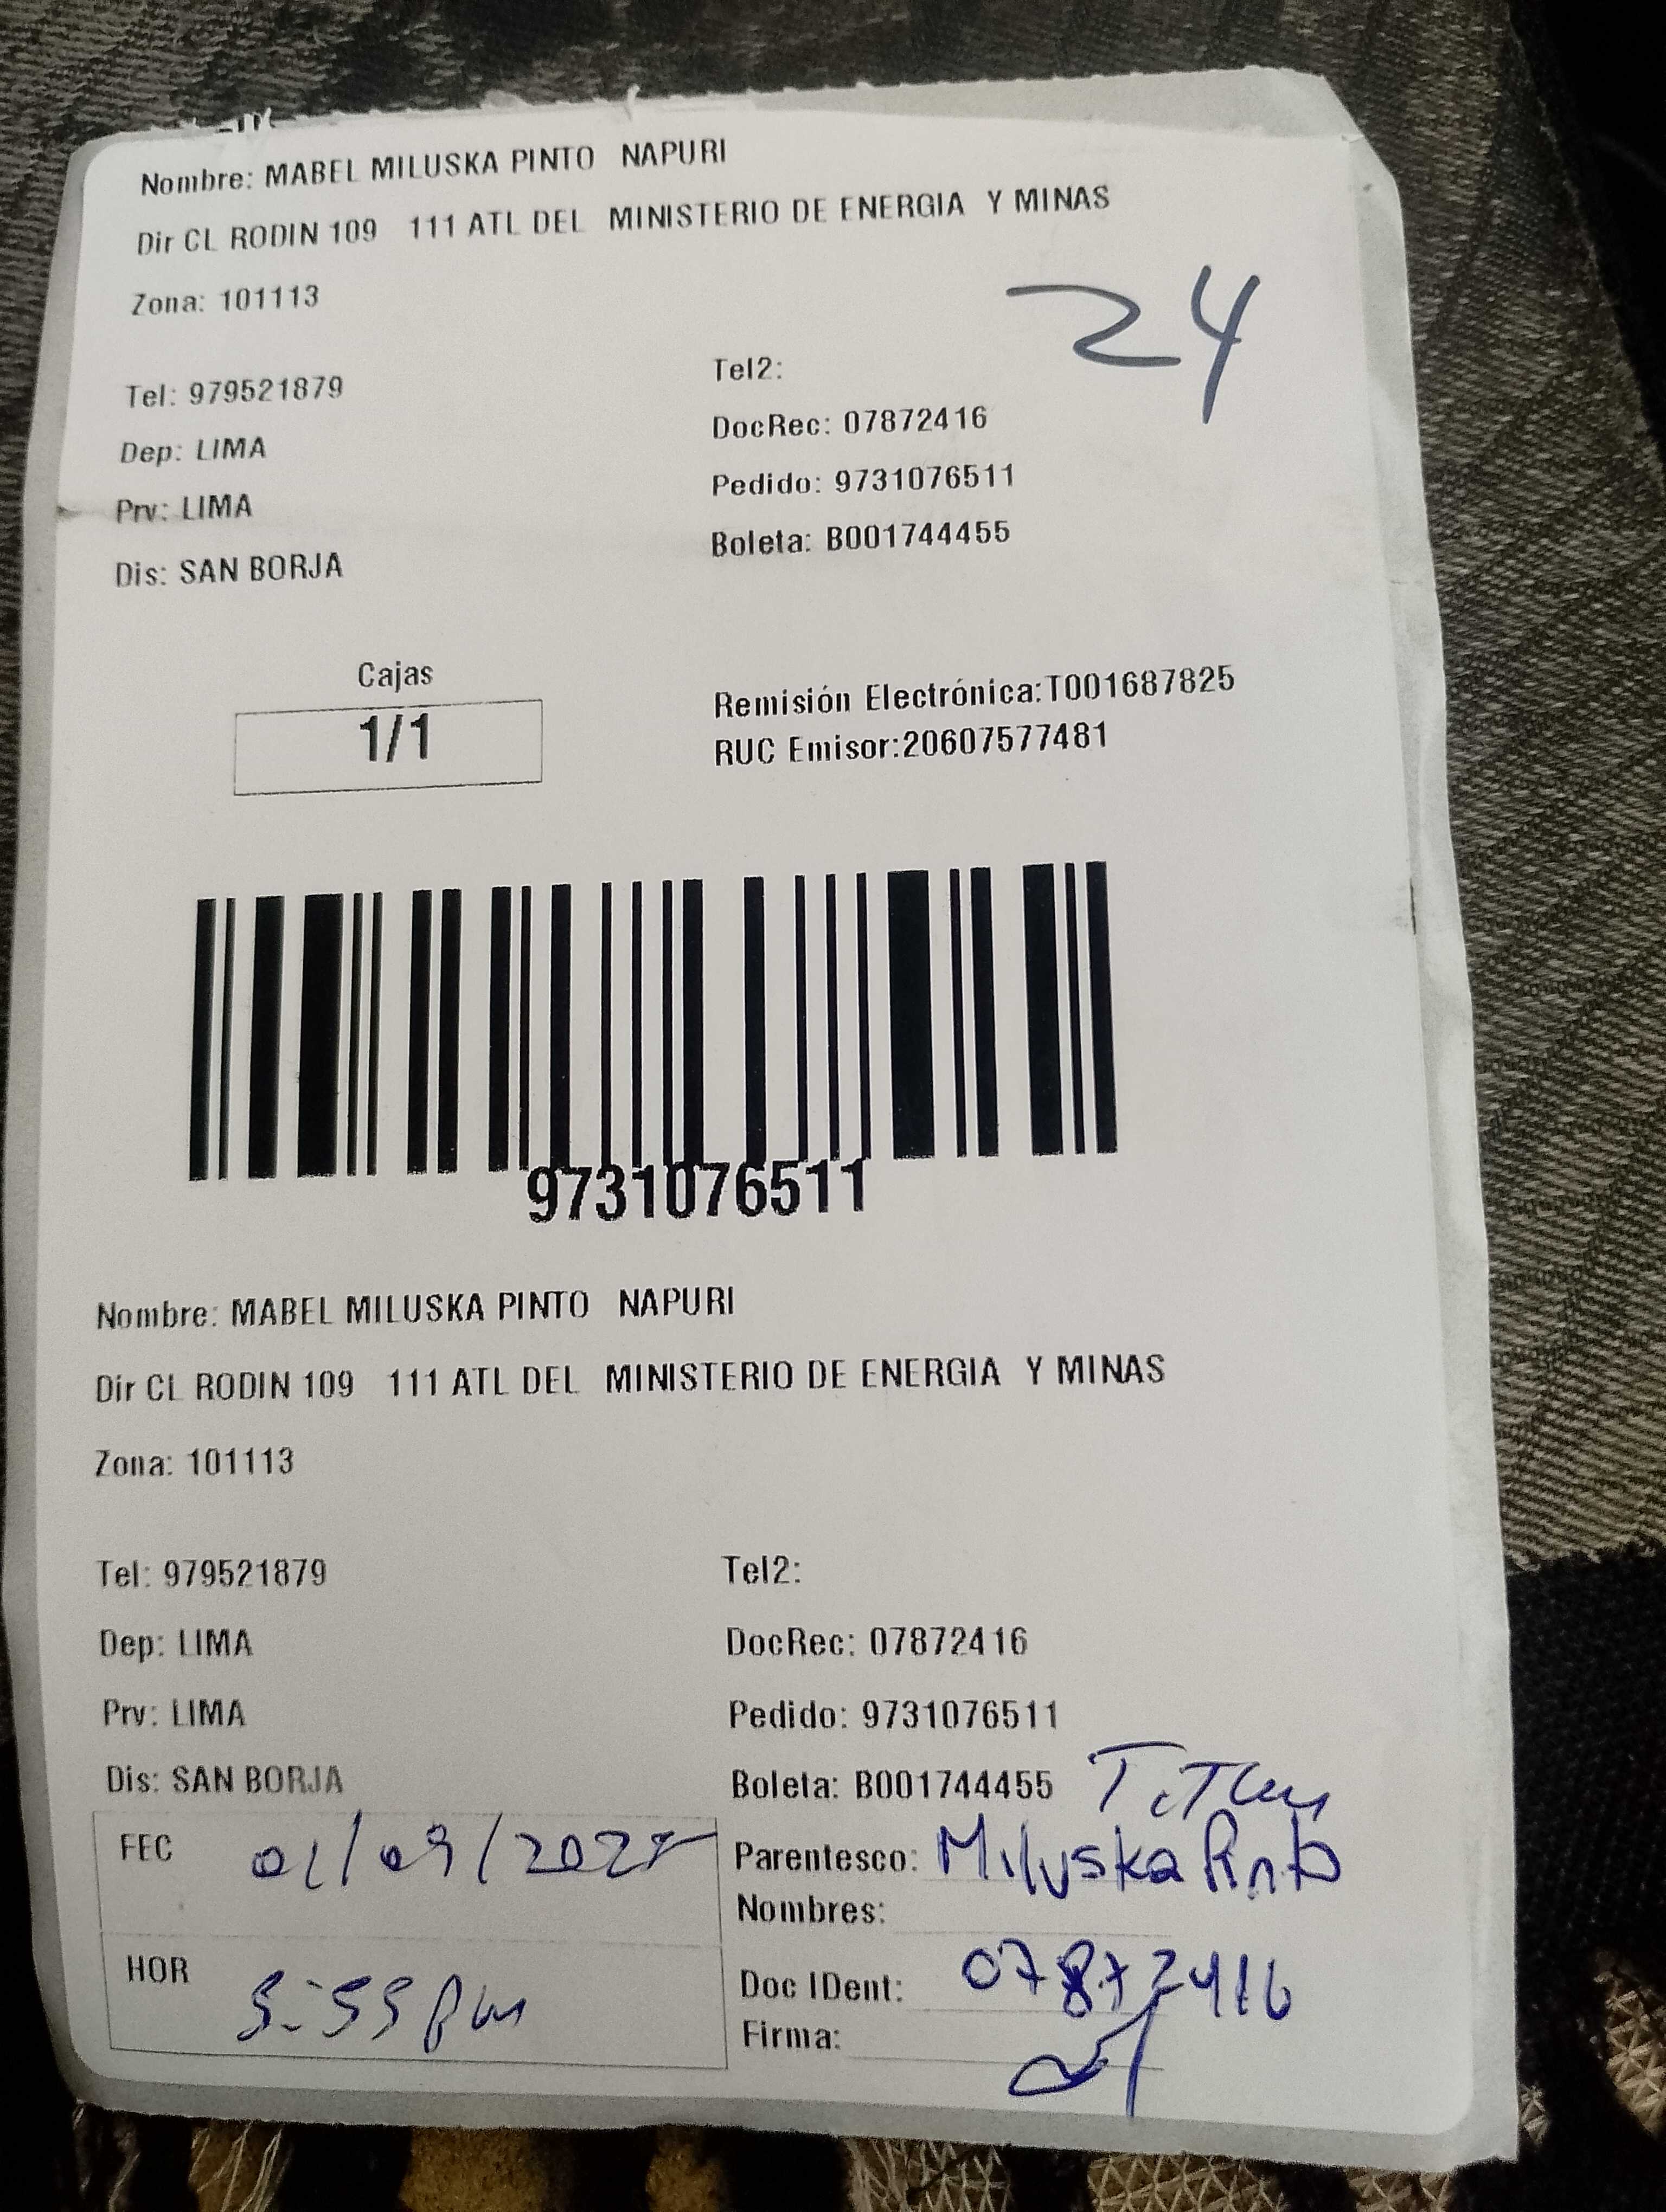 Nombre: MABEL MILUSKA PINTO NAPURI
Dir CL RODIN 109 111 ATL DEL MINISTERIO DE ENERGIA Y MINAS
Zona: 101113
24
Tel: 979521879
Tel2:
Dep: LIMA
DocRec: 07872416
Prv: LIMA
Pedido: 9731076511
Dis: SAN BORJA
Boleta: B001744455
Cajas
1/1
Remisión Electrónica:T001687825
RUC Emisor:20607577481
9731076511
Nombre: MABEL MILUSKA PINTO NAPURI
Dir CL RODIN 109 111 ATL DEL MINISTERIO DE ENERGIA Y MINAS
Zona: 101113
Tel: 979521879
Tel2:
Dep: LIMA
DocRec: 07872416
Prv: LIMA
Pedido: 9731076511
Dis: SAN BORJA
Boleta: B001744455
FEC
Parentesco: Miluska Pinto
Nombres:
HOR
Doc IDent: 07872416
Firma: